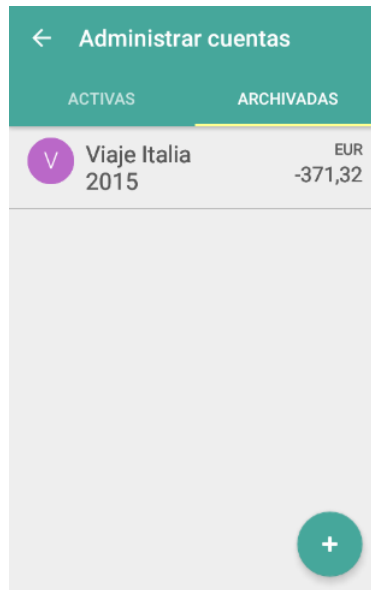 Administrar cuentas
ACTIVAS ARCHIVADAS
V Viaje Italia EUR
2015 -371,32
+